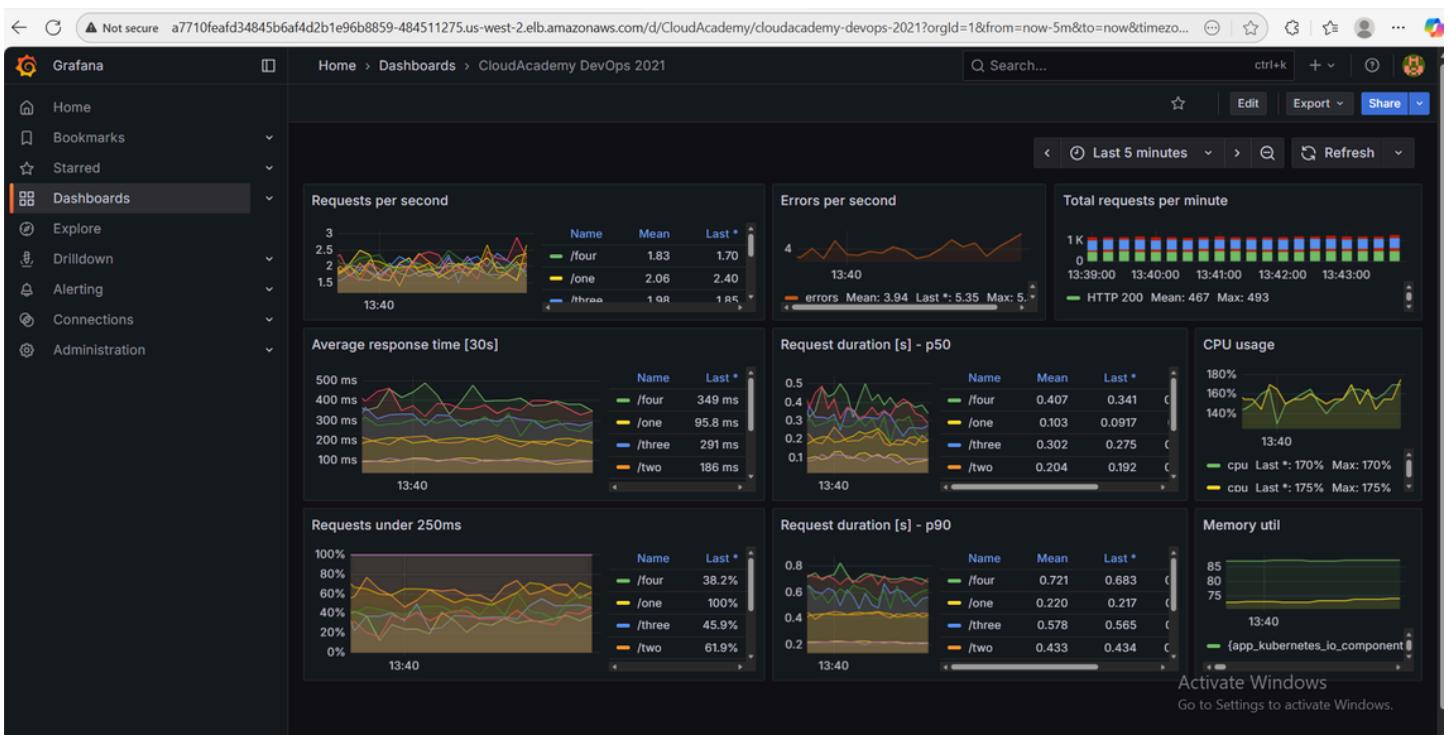 Not secure a7710feafd34845b6af4d2b1e96b8859-484511275.us-west-2.elb.amazonaws.com/d/CloudAcademy/cloudacademy-devops-2021?orgId=1&from=now-5m&to=now&timezo...
Grafana
Home › Dashboards › CloudAcademy DevOps 2021
Search... ctrl+k
Home
Bookmarks
Starred
Dashboards
Explore
Drilldown
Alerting
Connections
Administration
Edit Export Share
Last 5 minutes Refresh
Requests per second
3
2.5
2
1.5
13:40
Name Mean Last *
/four 1.83 1.70
/one 2.06 2.40
/three 1.98 1.85
Errors per second
4
13:40
errors Mean: 3.94 Last *: 5.35 Max: 5.
Total requests per minute
1 K
0
13:39:00 13:40:00 13:41:00 13:42:00 13:43:00
HTTP 200 Mean: 467 Max: 493
Average response time [30s]
500 ms
400 ms
300 ms
200 ms
100 ms
13:40
Name Last *
/four 349 ms
/one 95.8 ms
/three 291 ms
/two 186 ms
Request duration [s] - p50
0.5
0.4
0.3
0.2
0.1
13:40
Name Mean Last *
/four 0.407 0.341
/one 0.103 0.0917
/three 0.302 0.275
/two 0.204 0.192
CPU usage
180%
160%
140%
13:40
cpu Last *: 170% Max: 170%
cpu Last *: 175% Max: 175%
Requests under 250ms
100%
80%
60%
40%
20%
0%
13:40
Name Last *
/four 38.2%
/one 100%
/three 45.9%
/two 61.9%
Request duration [s] - p90
0.8
0.6
0.4
0.2
13:40
Name Mean Last *
/four 0.721 0.683
/one 0.220 0.217
/three 0.578 0.565
/two 0.433 0.434
Memory util
85
80
75
13:40
{app_kubernetes_io_component
Activate Windows
Go to Settings to activate Windows.